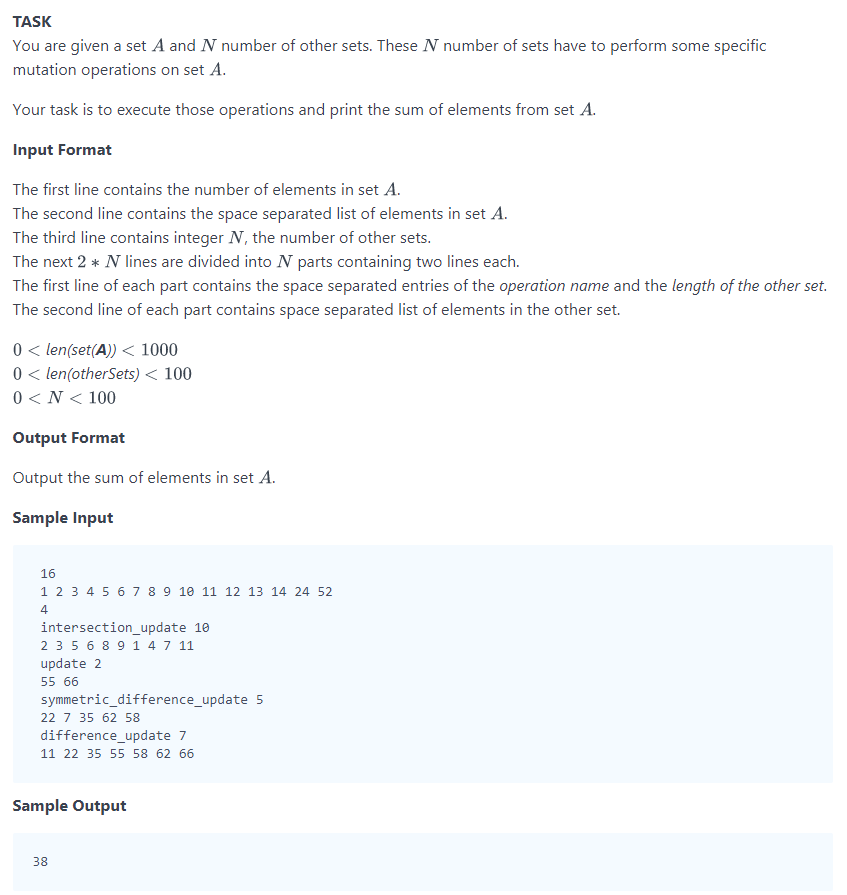 TASK
You are given a set A and N number of other sets. These N number of sets have to perform some specific
mutation operations on set A.
Your task is to execute those operations and print the sum of elements from set A.
Input Format
The first line contains the number of elements in set A.
The second line contains the space separated list of elements in set A.
The third line contains integer N, the number of other sets.
The next 2 * N lines are divided into N parts containing two lines each.
The first line of each part contains the space separated entries of the operation name and the length of the other set.
The second line of each part contains space separated list of elements in the other set.
0 < len(set(A)) < 1000
0 < len(otherSets) < 100
0 < N < 100
Output Format
Output the sum of elements in set A.
Sample Input
16
1 2 3 4 5 6 7 8 9 10 11 12 13 14 24 52
4
intersection_update 10
2 3 5 6 8 9 1 4 7 11
update 2
55 66
symmetric_difference_update 5
22 7 35 62 58
difference_update 7
11 22 35 55 58 62 66
Sample Output
38